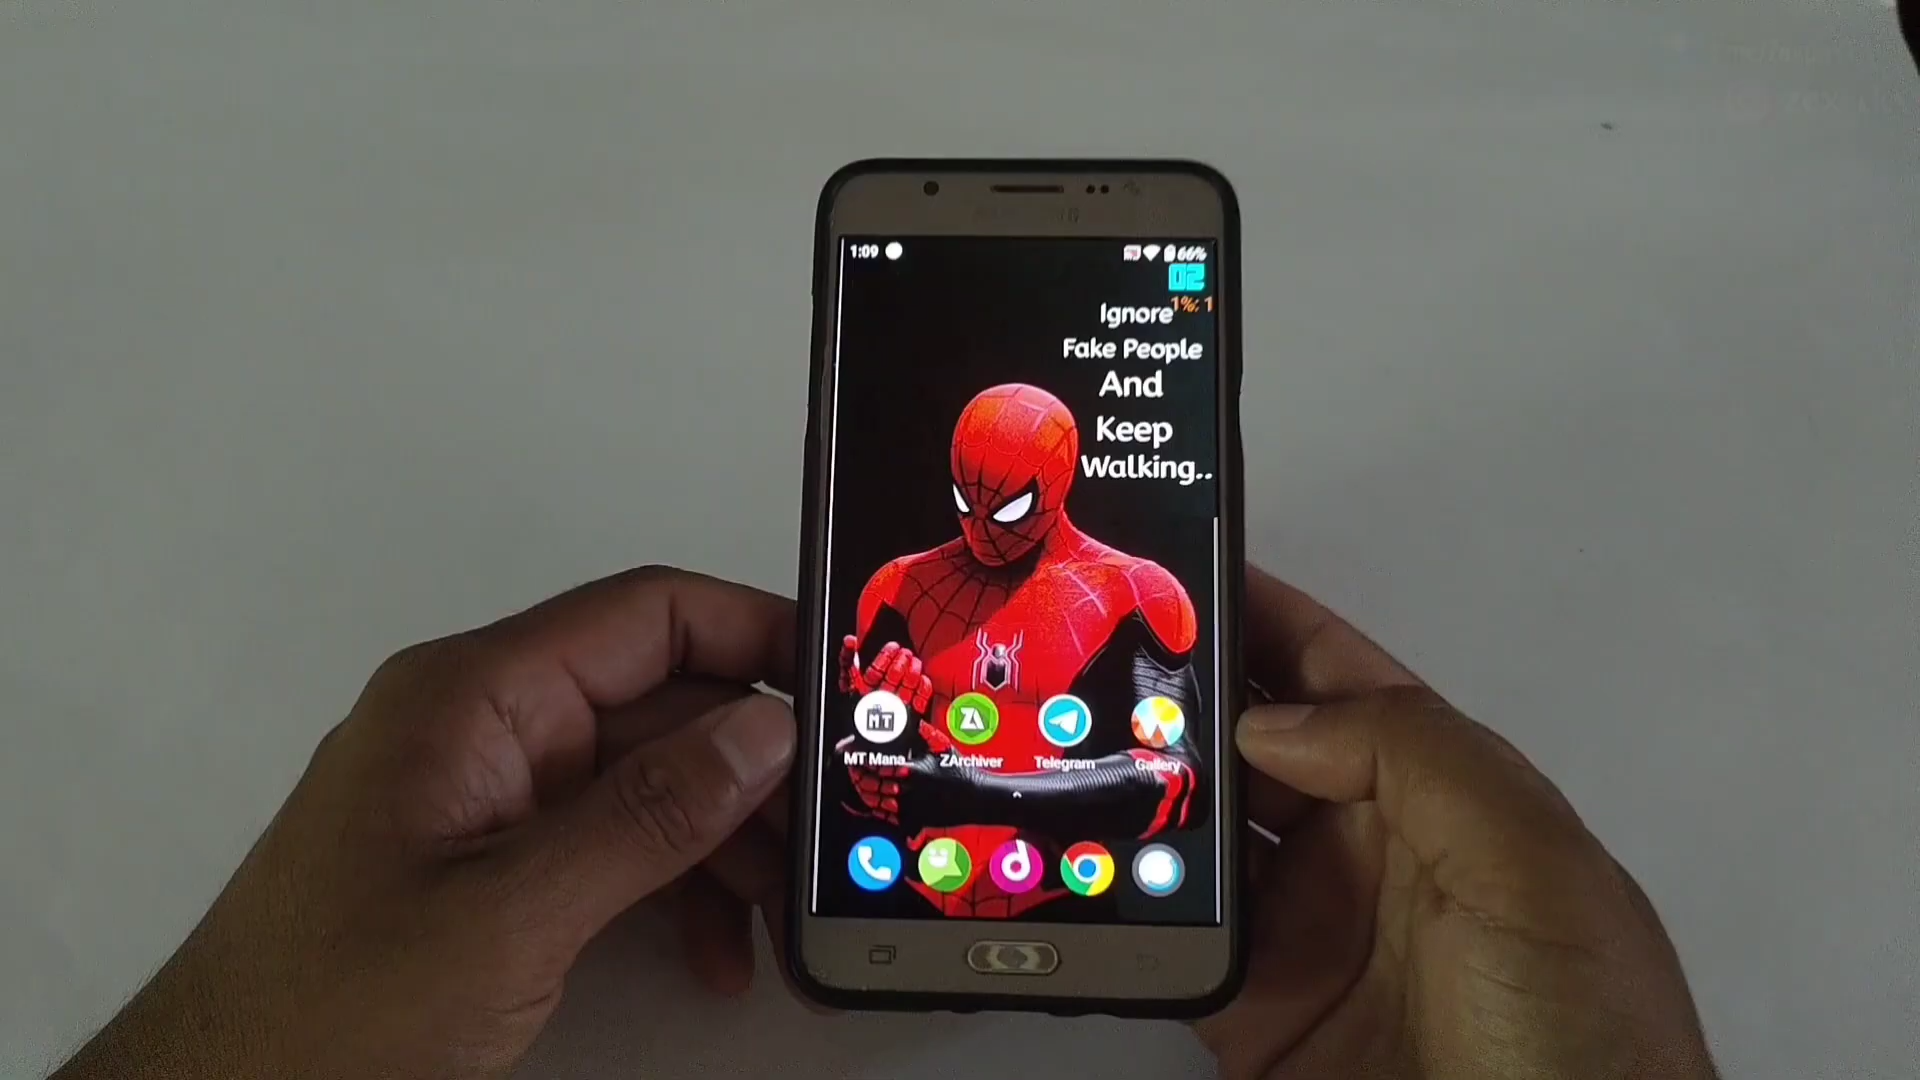 1:09
66%
02
1%: 1
Ignore
Fake People
And
Keep
Walking..
MT Mana..
ZArchiver
Telegram
Gallery